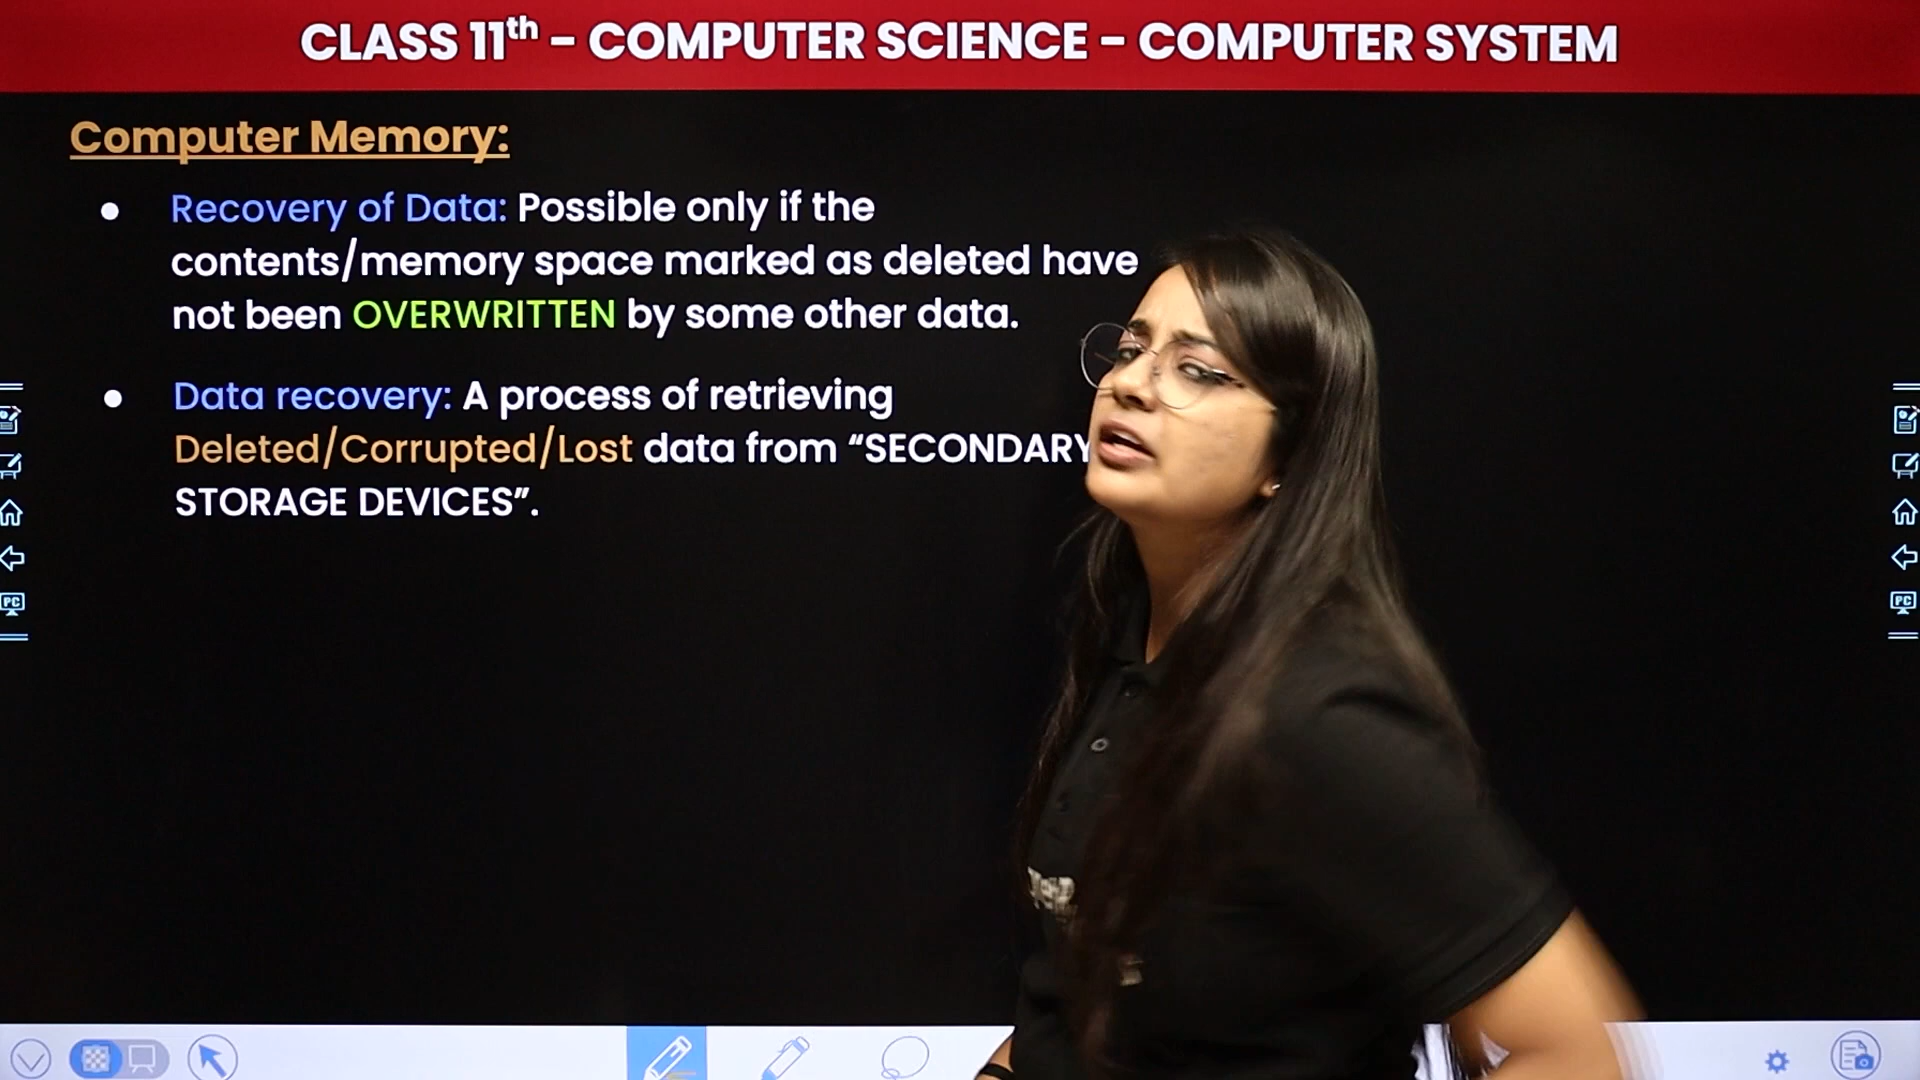 CLASS 11th – COMPUTER SCIENCE – COMPUTER SYSTEM
Computer Memory:
● Recovery of Data: Possible only if the
contents/memory space marked as deleted have
not been OVERWRITTEN by some other data.
● Data recovery: A process of retrieving
Deleted/Corrupted/Lost data from “SECONDARY
STORAGE DEVICES”.
PC
PC